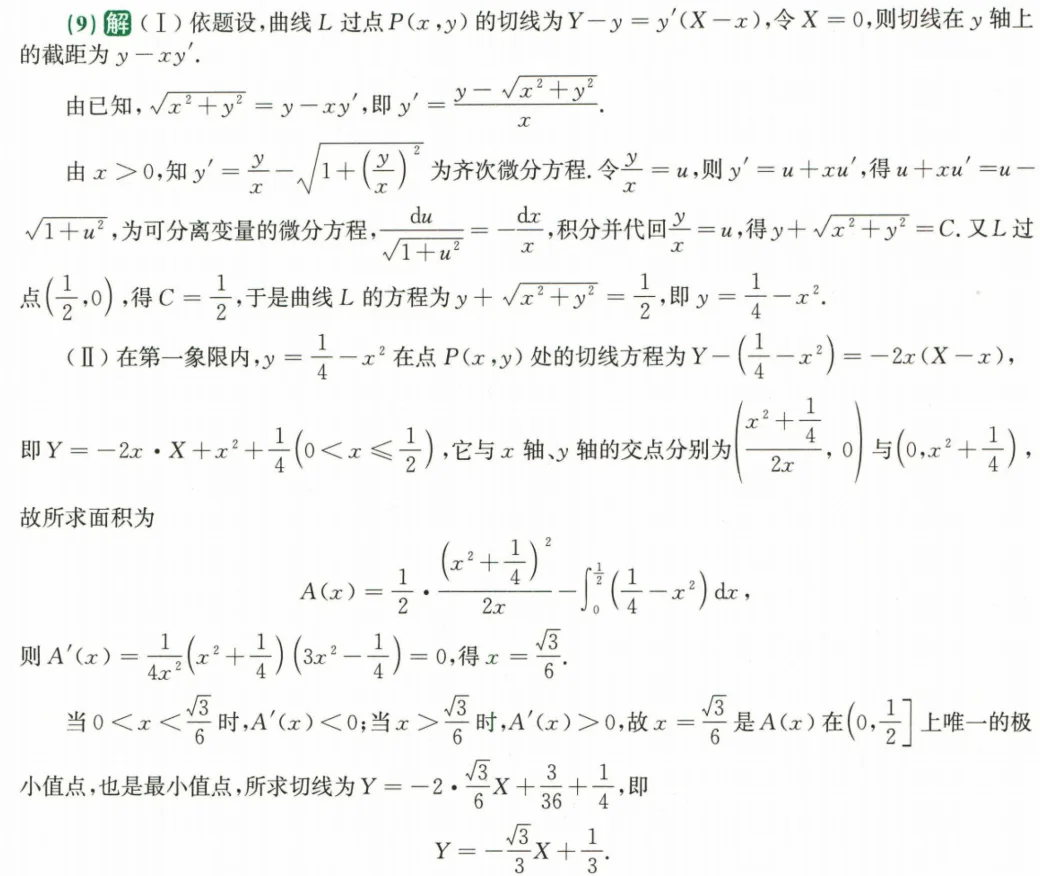 (9) 解 (Ⅰ)依题设,曲线 L 过点 P(x,y) 的切线为 Y−y=y′(X−x),令 X=0,则切线在 y 轴上
的截距为 y−xy′.
由已知,√(x²+y²)=y−xy′,即 y′=(y−√(x²+y²))/x.
由 x>0,知 y′=y/x−√(1+(y/x)²) 为齐次微分方程.令 y/x=u,则 y′=u+xu′,得 u+xu′=u−
√(1+u²),为可分离变量的微分方程,du/√(1+u²)=−dx/x,积分并代回 y/x=u,得 y+√(x²+y²)=C.又 L 过
点(1/2,0),得 C=1/2,于是曲线 L 的方程为 y+√(x²+y²)=1/2,即 y=1/4−x².
(Ⅱ)在第一象限内,y=1/4−x² 在点 P(x,y) 处的切线方程为 Y−(1/4−x²)=−2x(X−x),
即 Y=−2x·X+x²+1/4(0<x≤1/2),它与 x 轴、y 轴的交点分别为((x²+1/4)/2x,0)与(0,x²+1/4),
故所求面积为
A(x)=1/2·(x²+1/4)²/2x−∫₀^(1/2)(1/4−x²)dx,
则 A′(x)=1/4x²(x²+1/4)(3x²−1/4)=0,得 x=√3/6.
当 0<x<√3/6 时,A′(x)<0;当 x>√3/6 时,A′(x)>0,故 x=√3/6 是 A(x) 在(0,1/2]上唯一的极
小值点,也是最小值点,所求切线为 Y=−2·√3/6X+3/36+1/4,即
Y=−√3/3X+1/3.